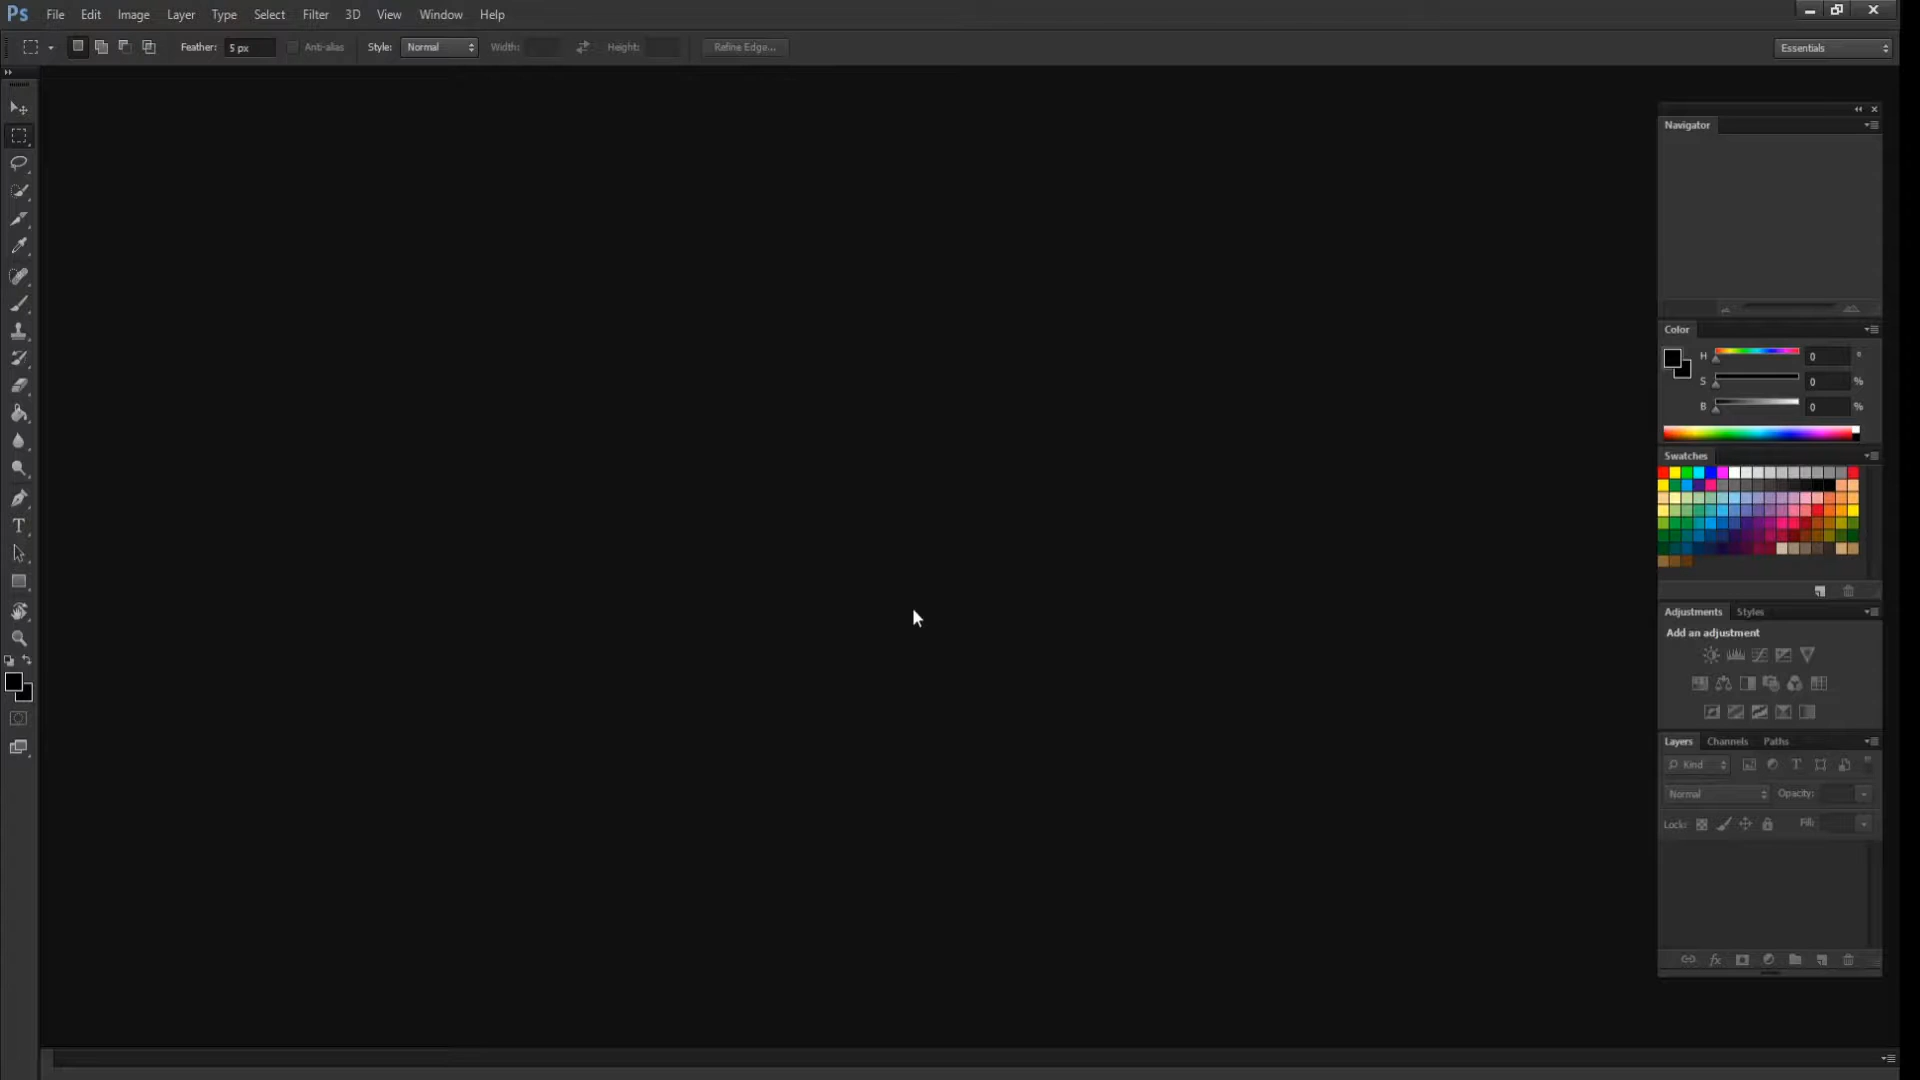 Ps File Edit Image Layer Type Select Filter 3D View Window Help
Feather: 5 px Anti-alias Style: Normal Width: Height: Refine Edge... Essentials
Navigator
Color
H 0 °
S 0 %
B 0 %
Swatches
Adjustments Styles
Add an adjustment
Layers Channels Paths
Kind
Normal Opacity:
Lock: Fill: